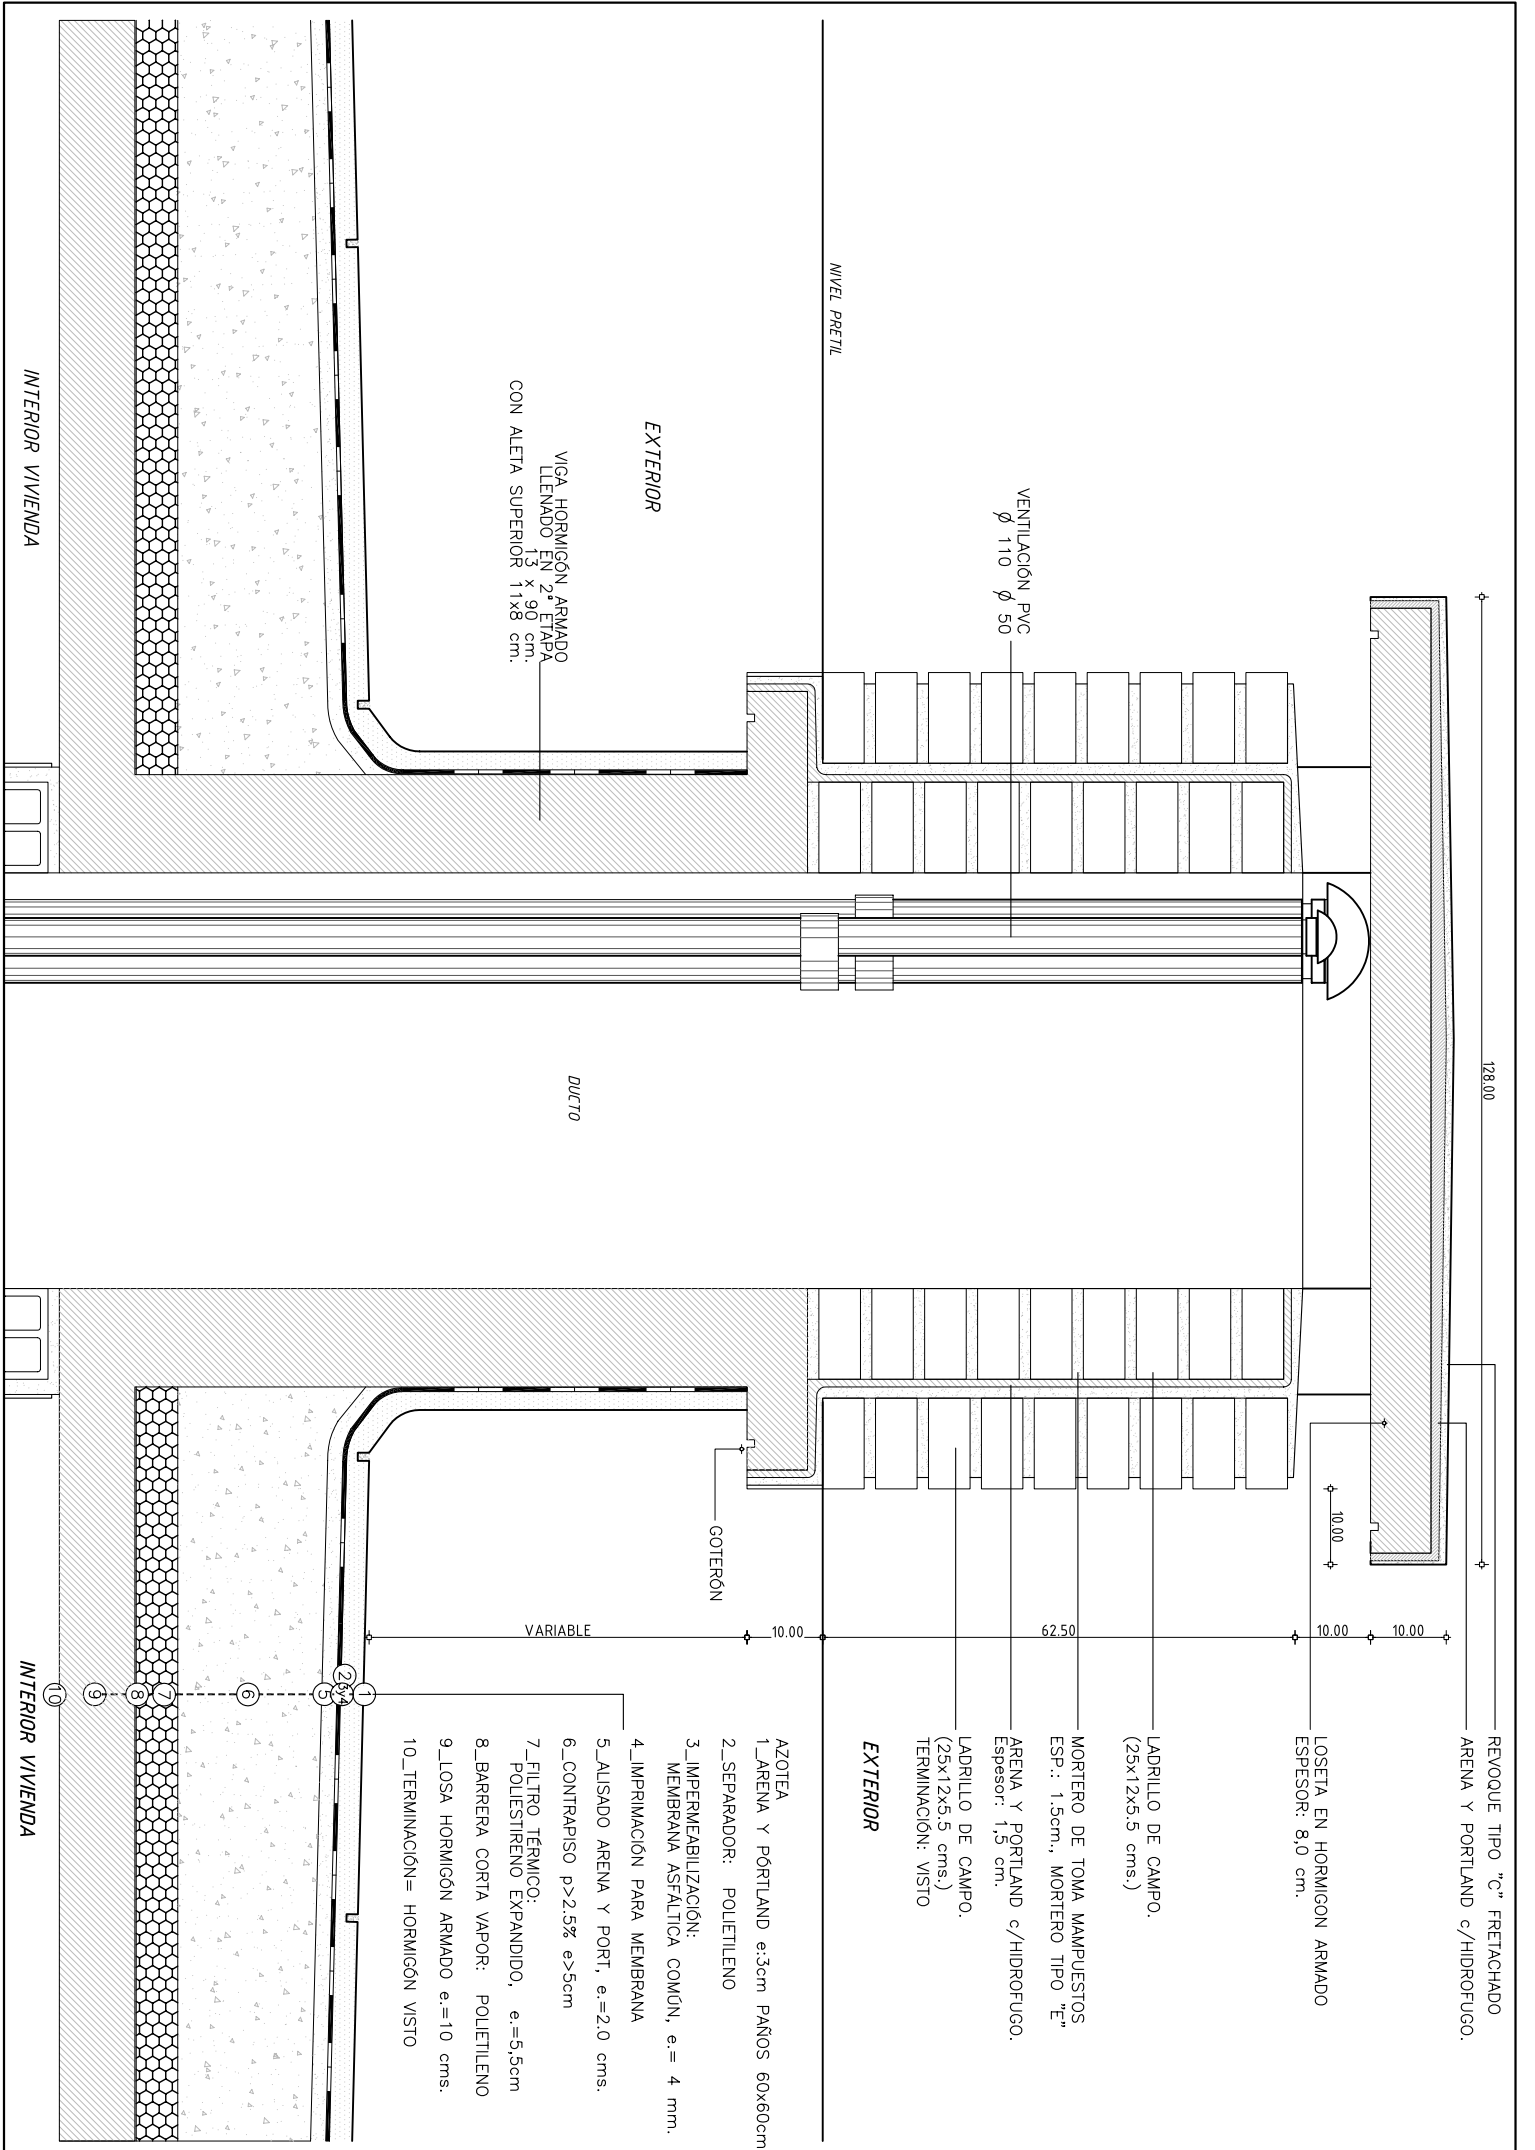 128.00
REVOQUE TIPO "C" FRETACHADO
ARENA Y PORTLAND c/HIDROFUGO.
LOSETA EN HORMIGON ARMADO
ESPESOR: 8,0 cm.
10.00
10.00
10.00
62.50
10.00
VARIABLE
VENTILACIÓN PVC
Ø 110 Ø 50
LADRILLO DE CAMPO.
(25x12x5.5 cms.)
MORTERO DE TOMA MAMPUESTOS
ESP.: 1.5cm., MORTERO TIPO "E"
ARENA Y PORTLAND c/HIDROFUGO.
Espesor: 1,5 cm.
LADRILLO DE CAMPO.
(25x12x5.5 cms.)
TERMINACIÓN: VISTO
EXTERIOR
NIVEL PRETIL
EXTERIOR
GOTERÓN
VIGA HORMIGÓN ARMADO
LLENADO EN 2ª ETAPA
13 x 90 cm.
CON ALETA SUPERIOR 11x8 cm.
DUCTO
AZOTEA
1_ARENA Y PÓRTLAND e:3cm PAÑOS 60x60cm
2_SEPARADOR: POLIETILENO
3_IMPERMEABILIZACIÓN:
MEMBRANA ASFÁLTICA COMÚN, e.= 4 mm.
4_IMPRIMACIÓN PARA MEMBRANA
5_ALISADO ARENA Y PORT, e.=2.0 cms.
6_CONTRAPISO p>2.5% e>5cm
7_FILTRO TÉRMICO:
POLIESTIRENO EXPANDIDO, e.=5,5cm
8_BARRERA CORTA VAPOR: POLIETILENO
9_LOSA HORMIGÓN ARMADO e.=10 cms.
10_TERMINACIÓN= HORMIGÓN VISTO
1
2
3y4
5
6
7
8
9
10
INTERIOR VIVIENDA
INTERIOR VIVIENDA